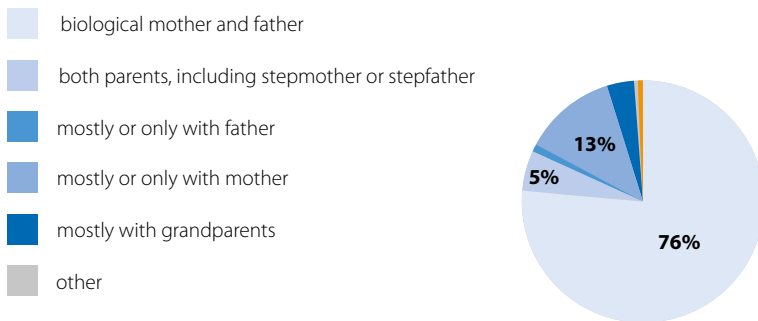 biological mother and father
both parents, including stepmother or stepfather
mostly or only with father
mostly or only with mother
mostly with grandparents
other
13%
5%
76%